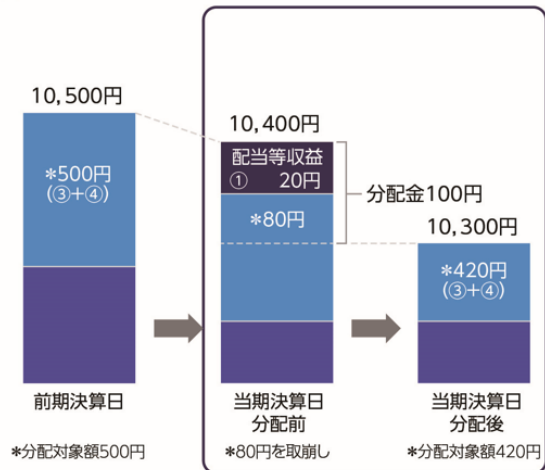 10,500円
*500円
(③+④)
前期決算日
*分配対象額500円
10,400円
配当等収益
① 20円
*80円
分配金100円
当期決算日
分配前
*80円を取崩し
10,300円
*420円
(③+④)
当期決算日
分配後
*分配対象額420円